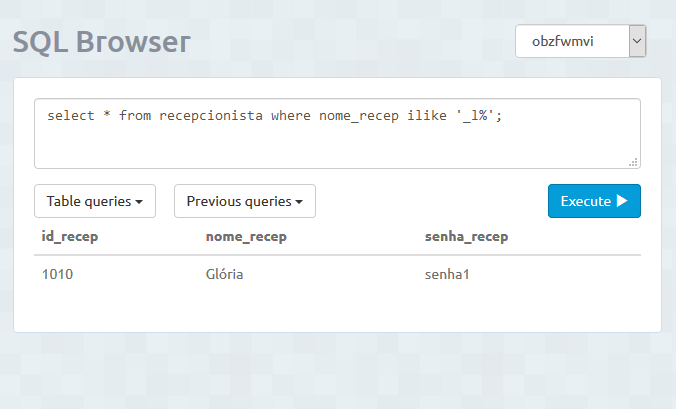 SQL Browser
obzfwmvi
select * from recepcionista where nome_recep ilike '_l%';
Table queries
Previous queries
Execute
id_recep nome_recep senha_recep
1010 Glória senha1